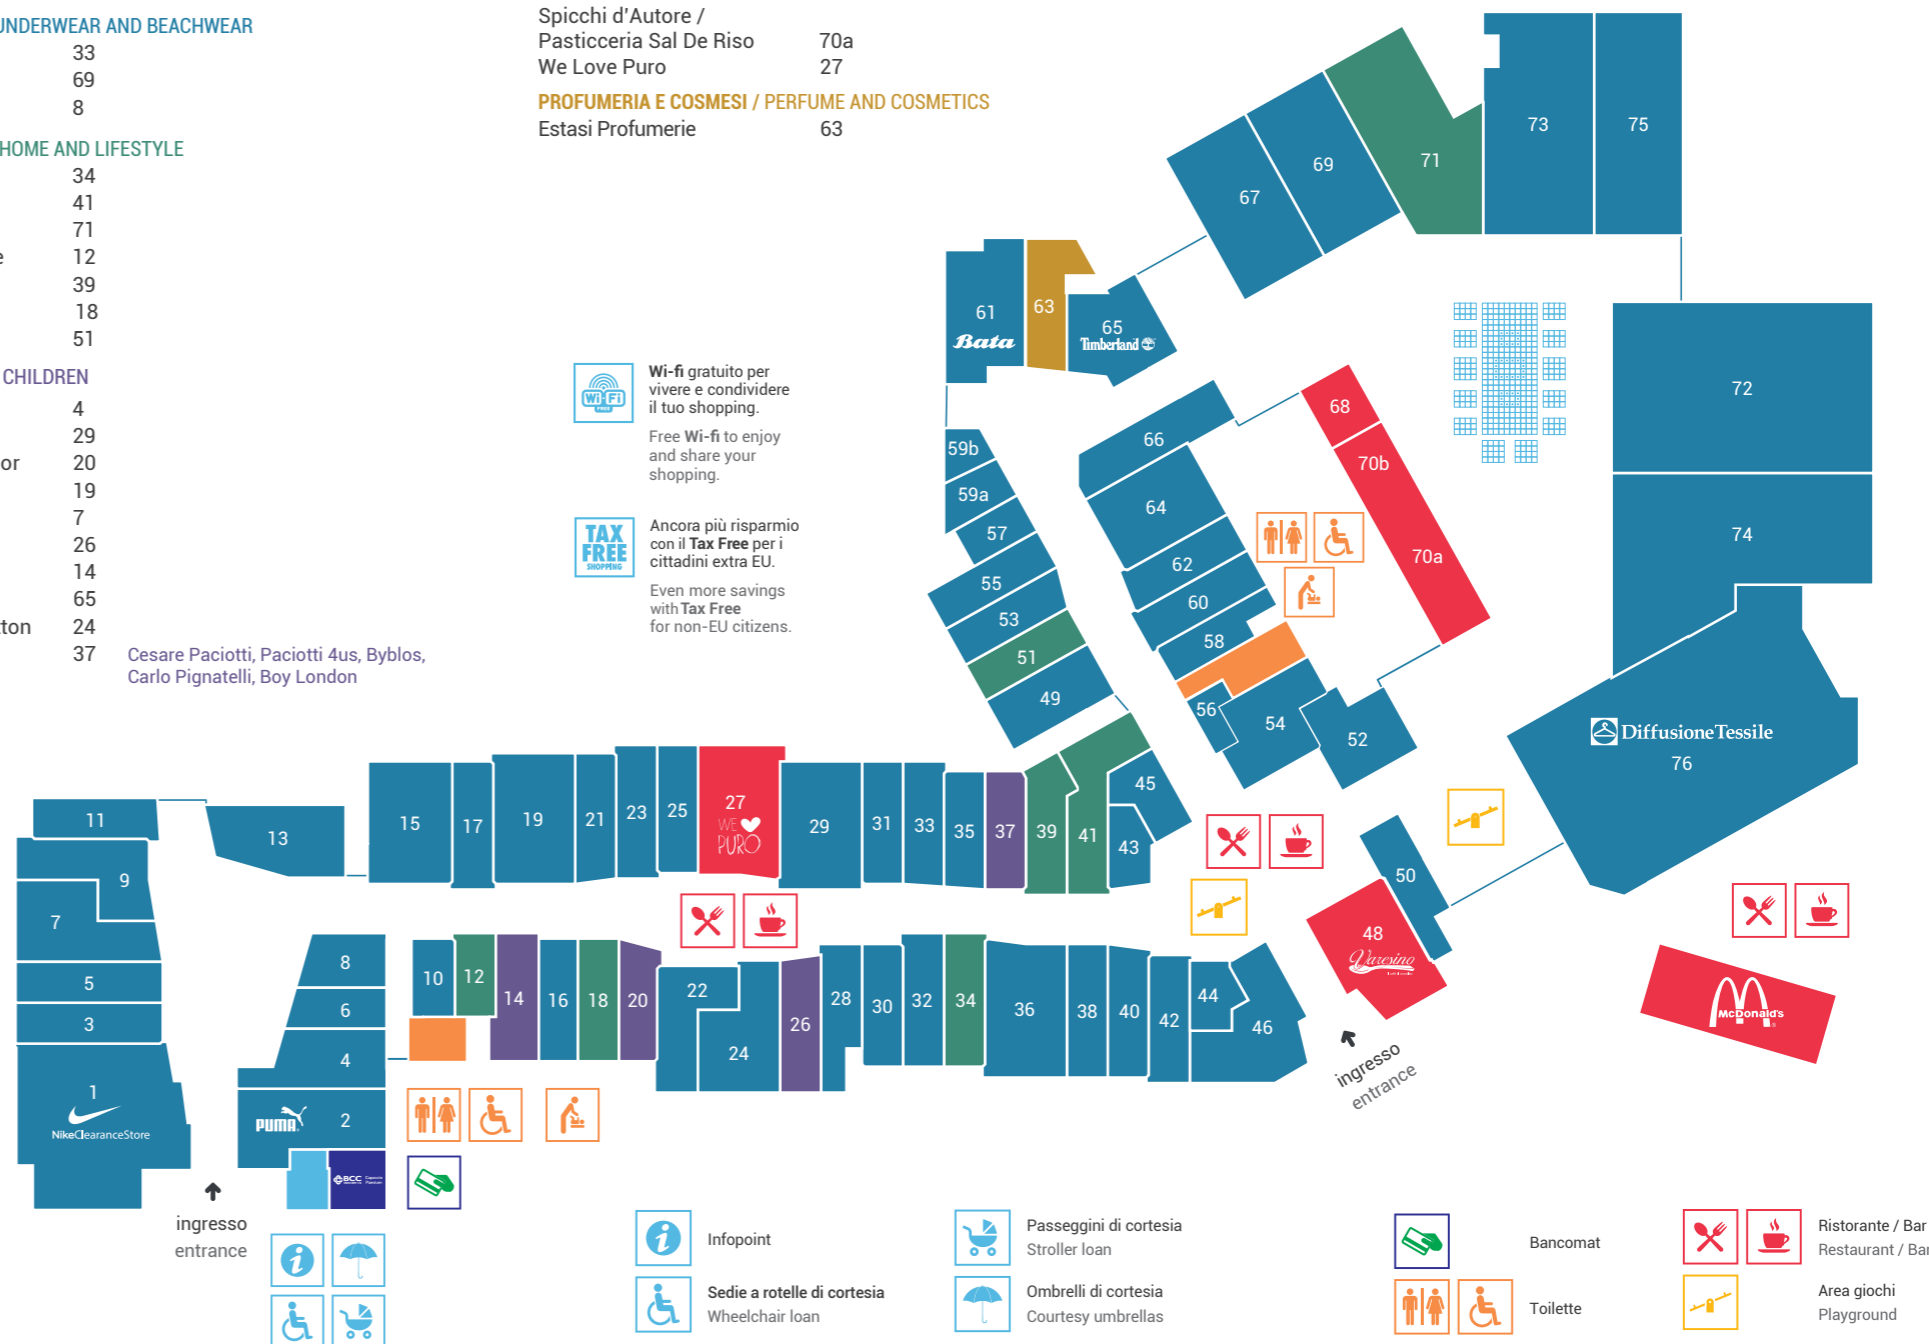 UNDERWEAR AND BEACHWEAR
33
69
8
HOME AND LIFESTYLE
34
41
71
e 12
39
18
51
CHILDREN
4
29
or 20
19
7
26
14
65
tton 24
37 Cesare Paciotti, Paciotti 4us, Byblos,
Carlo Pignatelli, Boy London
Spicchi d'Autore /
Pasticceria Sal De Riso 70a
We Love Puro 27
PROFUMERIA E COSMESI / PERFUME AND COSMETICS
Estasi Profumerie 63
Wi Fi
FREE
Wi-fi gratuito per
vivere e condividere
il tuo shopping.
Free Wi-fi to enjoy
and share your
shopping.
TAX
FREE
SHOPPING
Ancora più risparmio
con il Tax Free per i
cittadini extra EU.
Even more savings
with Tax Free
for non-EU citizens.
73
75
71
69
67
61
Bata
63
65
Timberland
72
74
DiffusioneTessile
76
68
70b
70a
66
64
62
60
58
56
54
52
59b
59a
57
55
53
51
49
45
43
41
39
37
35
33
31
29
27
WE
PURO
25
23
21
19
17
15
13
11
9
7
5
3
1
NikeClearanceStore
8
6
4
PUMA
2
BCC
10
12
14
16
18
20
22
24
26
28
30
32
34
36
38
40
42
44
46
48
Varesino
50
McDonald's
ingresso
entrance
ingresso
entrance
Infopoint
Sedie a rotelle di cortesia
Wheelchair loan
Passeggini di cortesia
Stroller loan
Ombrelli di cortesia
Courtesy umbrellas
Bancomat
Toilette
Ristorante / Bar
Restaurant / Bar
Area giochi
Playground